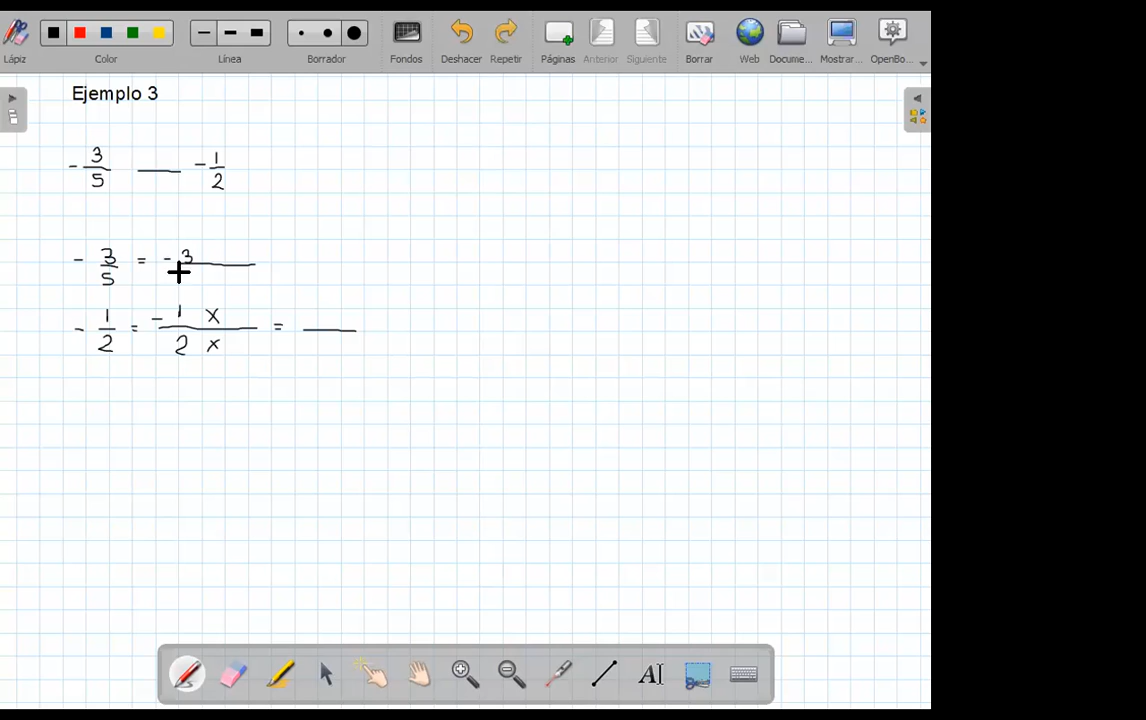 Lápiz Color Línea Borrador Fondos Deshacer Repetir Páginas Anterior Siguiente Borrar Web Docume... Mostrar... OpenBo...
Ejemplo 3
- 3/5 ___ - 1/2
- 3/5 = - 3
- 1/2 = - 1 x / 2 x = ___